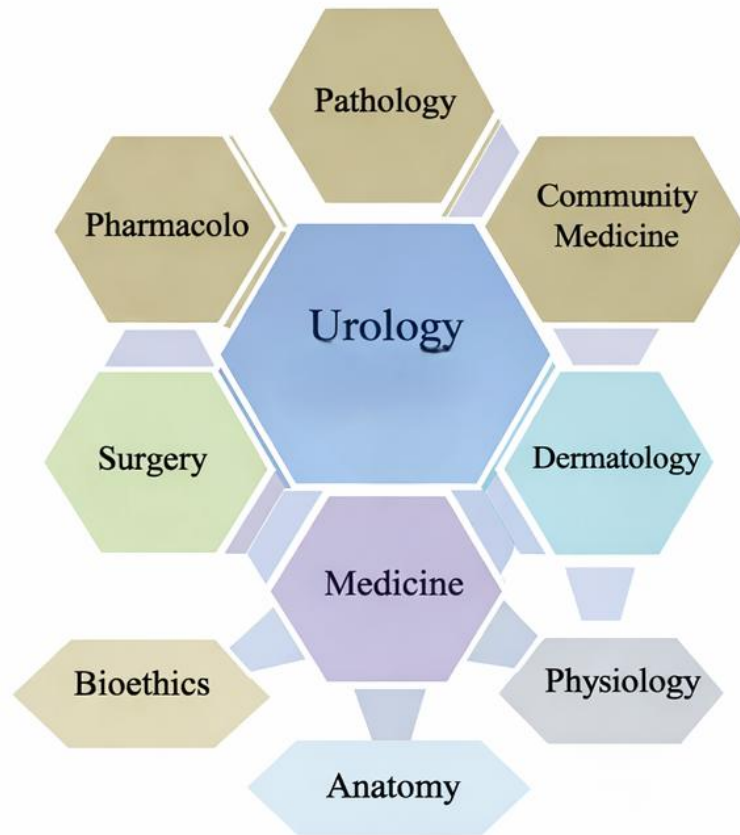 Pathology
Community
Medicine
Pharmacolo
Urology
Surgery
Dermatology
Medicine
Bioethics
Physiology
Anatomy